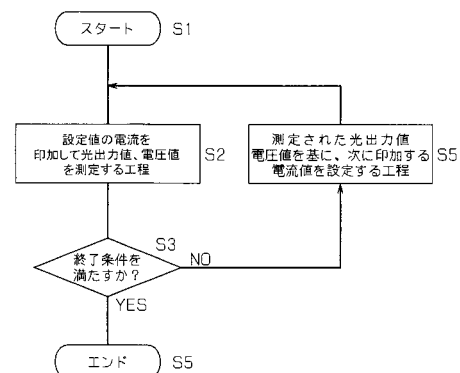 スタート S1
設定値の電流を
印加して光出力値、電圧値
を測定する工程
S2
測定された光出力値
電圧値を基に、次に印加する
電流値を設定する工程
S5
S3
終了条件を
満たすか？
NO
YES
エンド S5